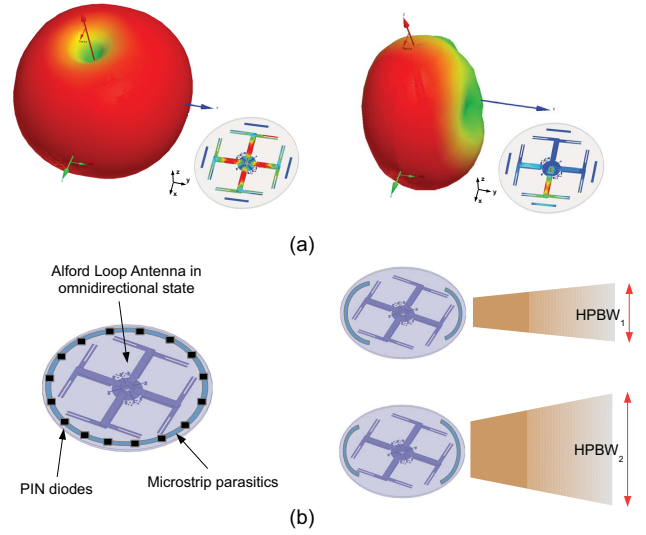 z
y
x
z
y
x
(a)
Alford Loop Antenna in
omnidirectional state
PIN diodes
Microstrip parasitics
HPBW1
HPBW2
(b)